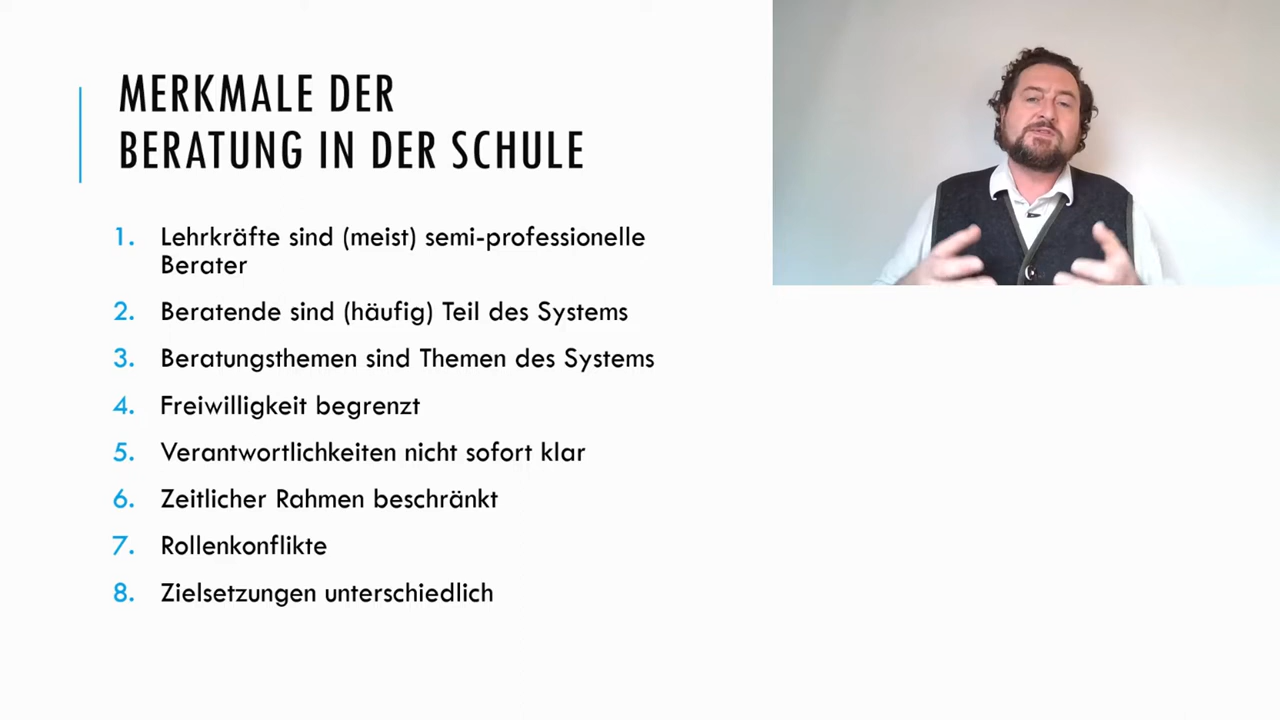 MERKMALE DER
BERATUNG IN DER SCHULE
1. Lehrkräfte sind (meist) semi-professionelle
Berater
2. Beratende sind (häufig) Teil des Systems
3. Beratungsthemen sind Themen des Systems
4. Freiwilligkeit begrenzt
5. Verantwortlichkeiten nicht sofort klar
6. Zeitlicher Rahmen beschränkt
7. Rollenkonflikte
8. Zielsetzungen unterschiedlich